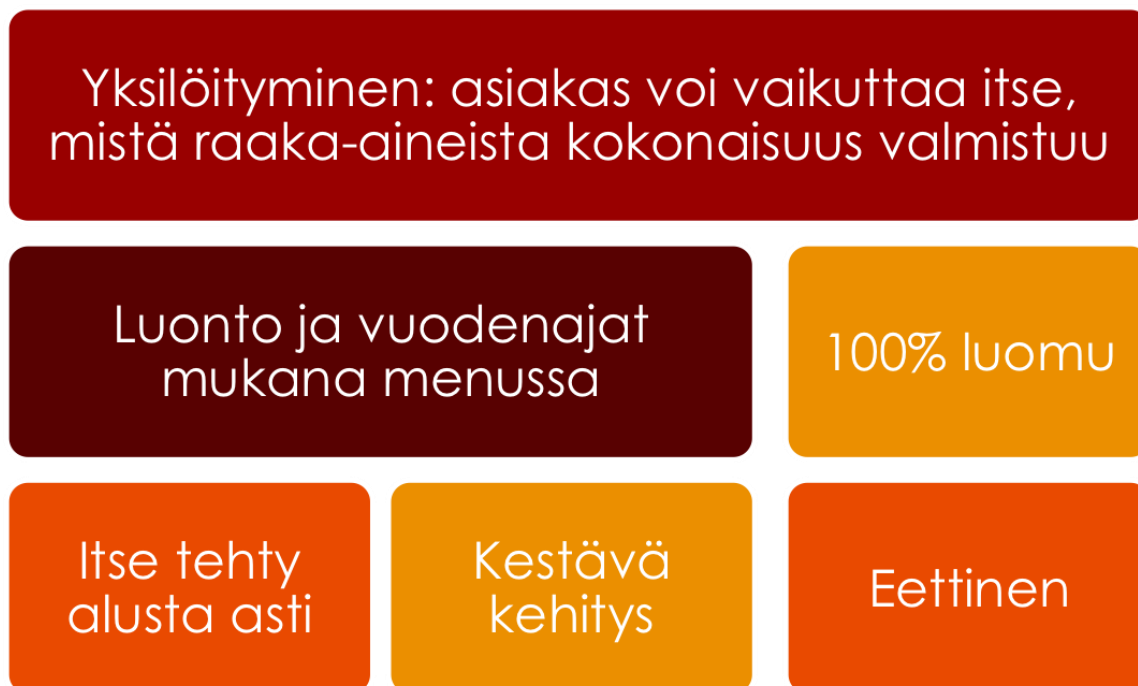 Yksilöityminen: asiakas voi vaikuttaa itse,
mistä raaka-aineista kokonaisuus valmistuu
Luonto ja vuodenajat
mukana menussa
100% luomu
Itse tehty
alusta asti
Kestävä
kehitys
Eettinen